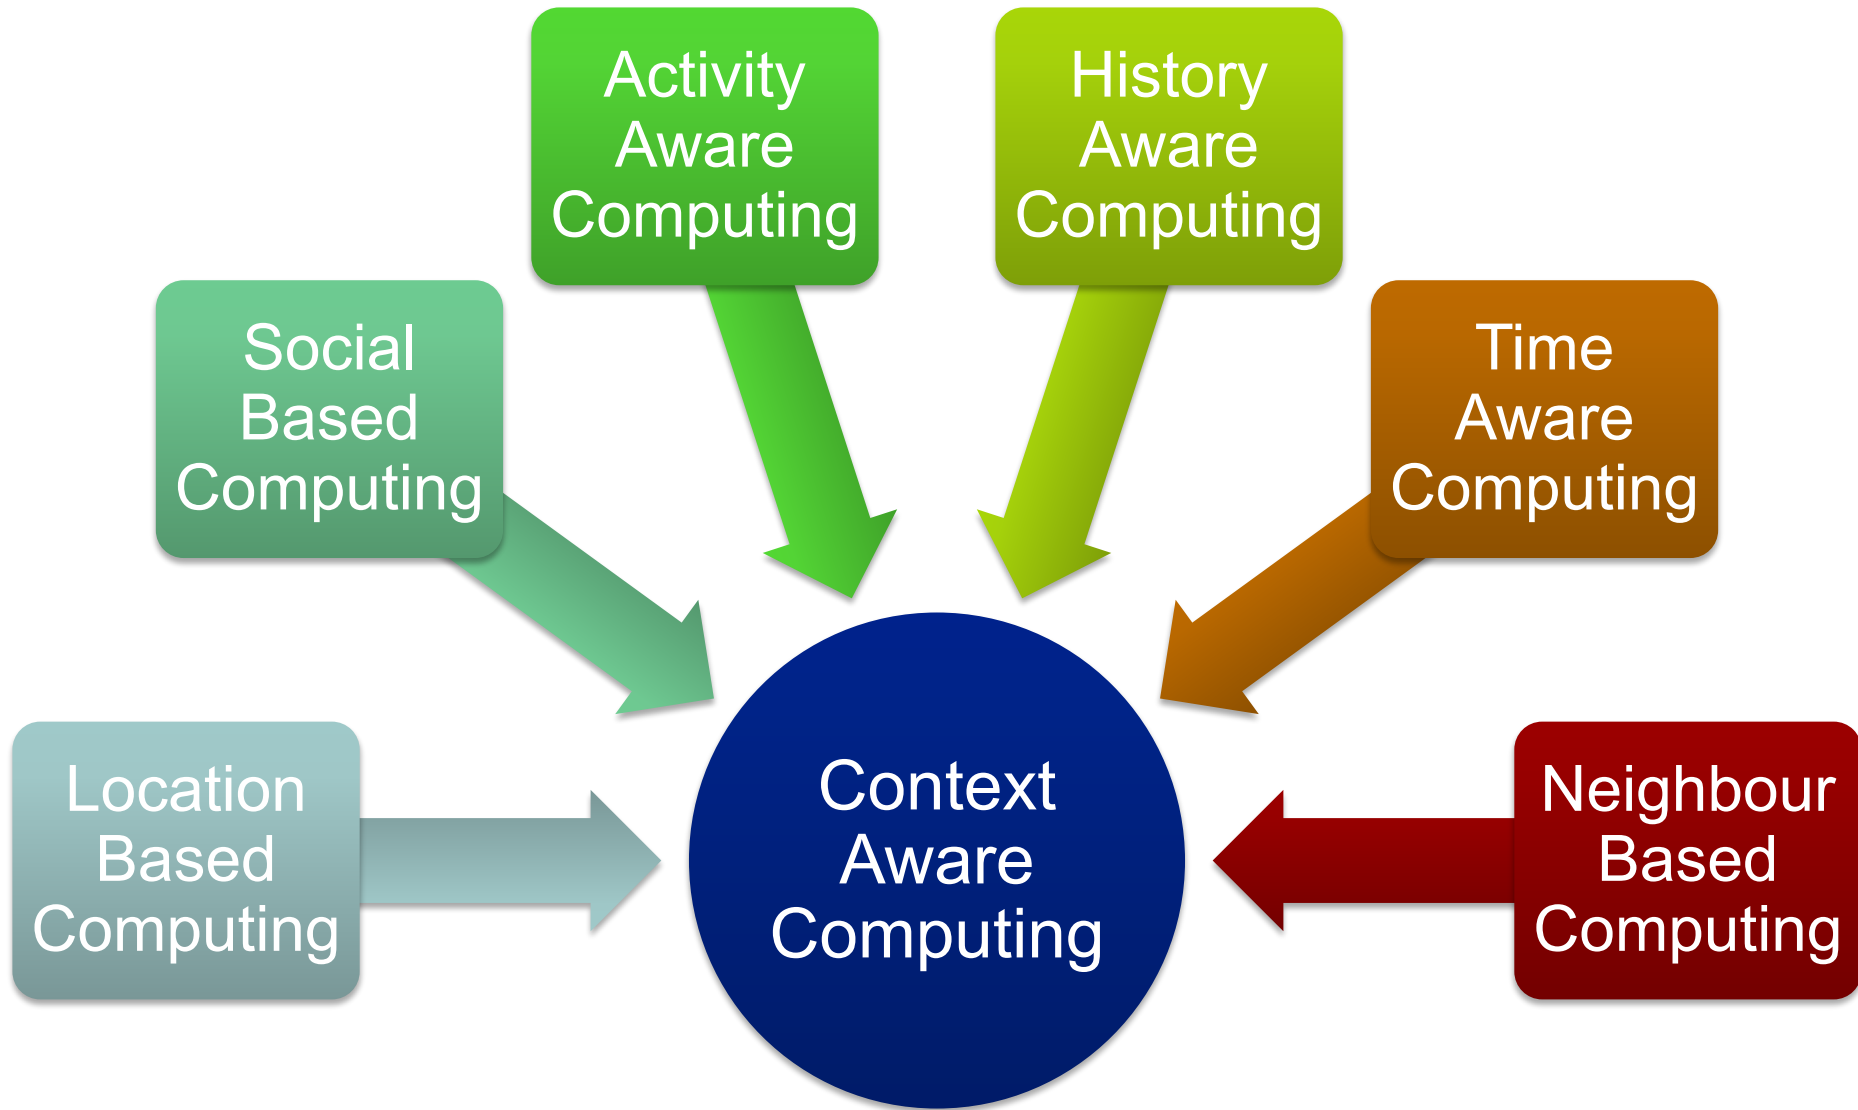 Activity
Aware
Computing
History
Aware
Computing
Social
Based
Computing
Time
Aware
Computing
Location
Based
Computing
Context
Aware
Computing
Neighbour
Based
Computing